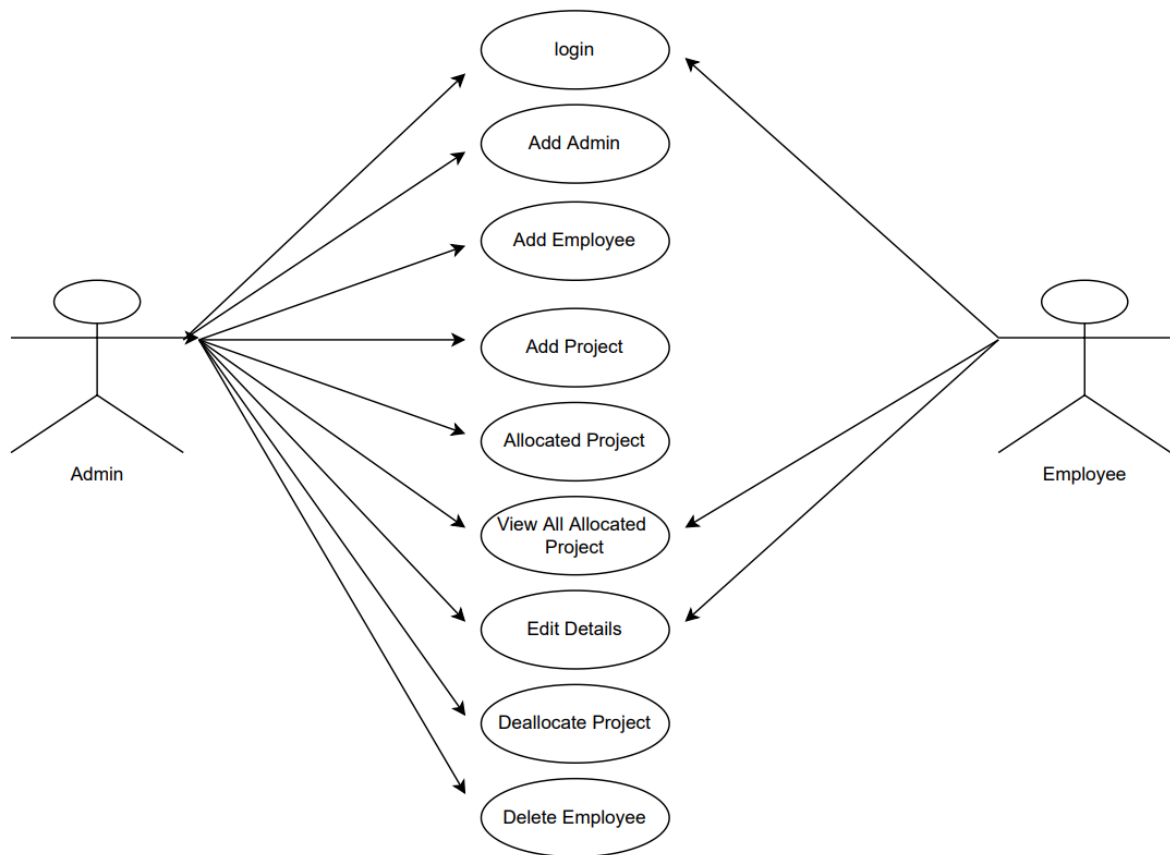 login
Add Admin
Add Employee
Add Project
Allocated Project
Admin
Employee
View All Allocated
Project
Edit Details
Deallocate Project
Delete Employee